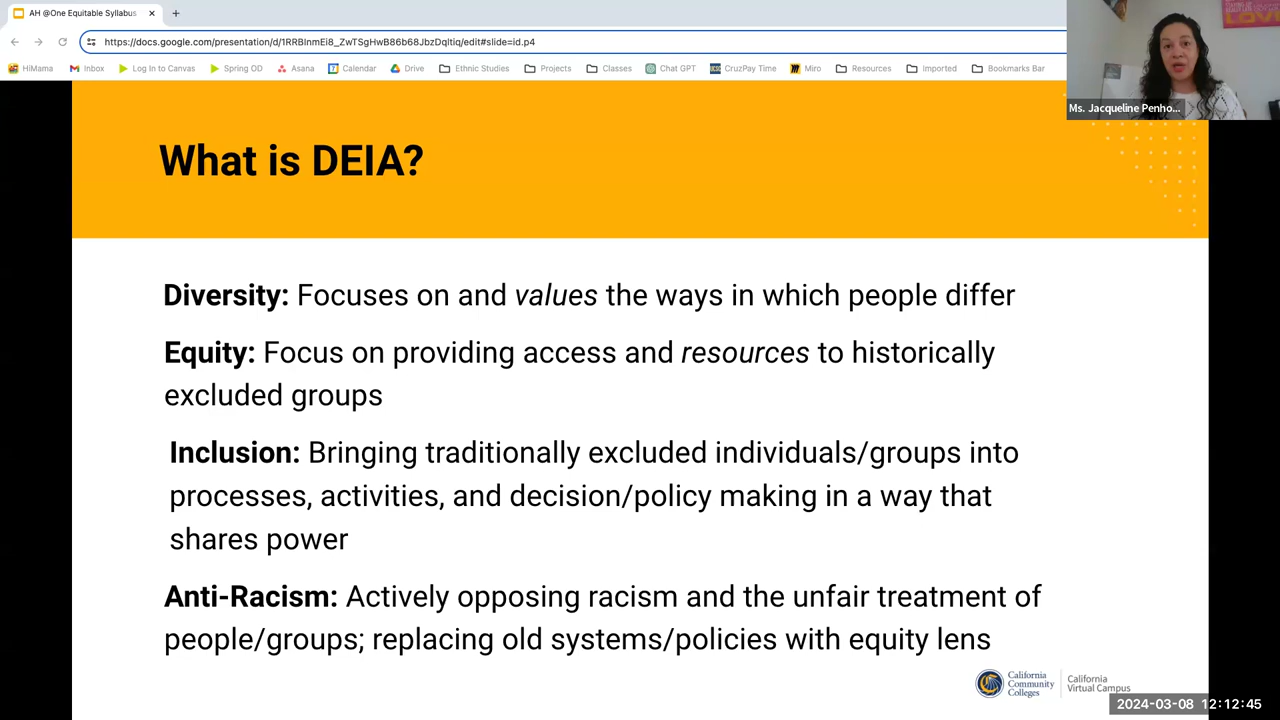 AH @One Equitable Syllabus
https://docs.google.com/presentation/d/1RRBInmEi8_ZwTSgHwB86b68JbzDqltiq/edit#slide=id.p4
HiMama Inbox Log In to Canvas Spring OD Asana Calendar Drive Ethnic Studies Projects Classes Chat GPT CruzPay Time Miro Resources Imported Bookmarks Bar
LOVE
Ms. Jacqueline Penho...
What is DEIA?
Diversity: Focuses on and values the ways in which people differ
Equity: Focus on providing access and resources to historically
excluded groups
Inclusion: Bringing traditionally excluded individuals/groups into
processes, activities, and decision/policy making in a way that
shares power
Anti-Racism: Actively opposing racism and the unfair treatment of
people/groups; replacing old systems/policies with equity lens
California
Community
Colleges
California
Virtual Campus
2024-03-08 12:12:45